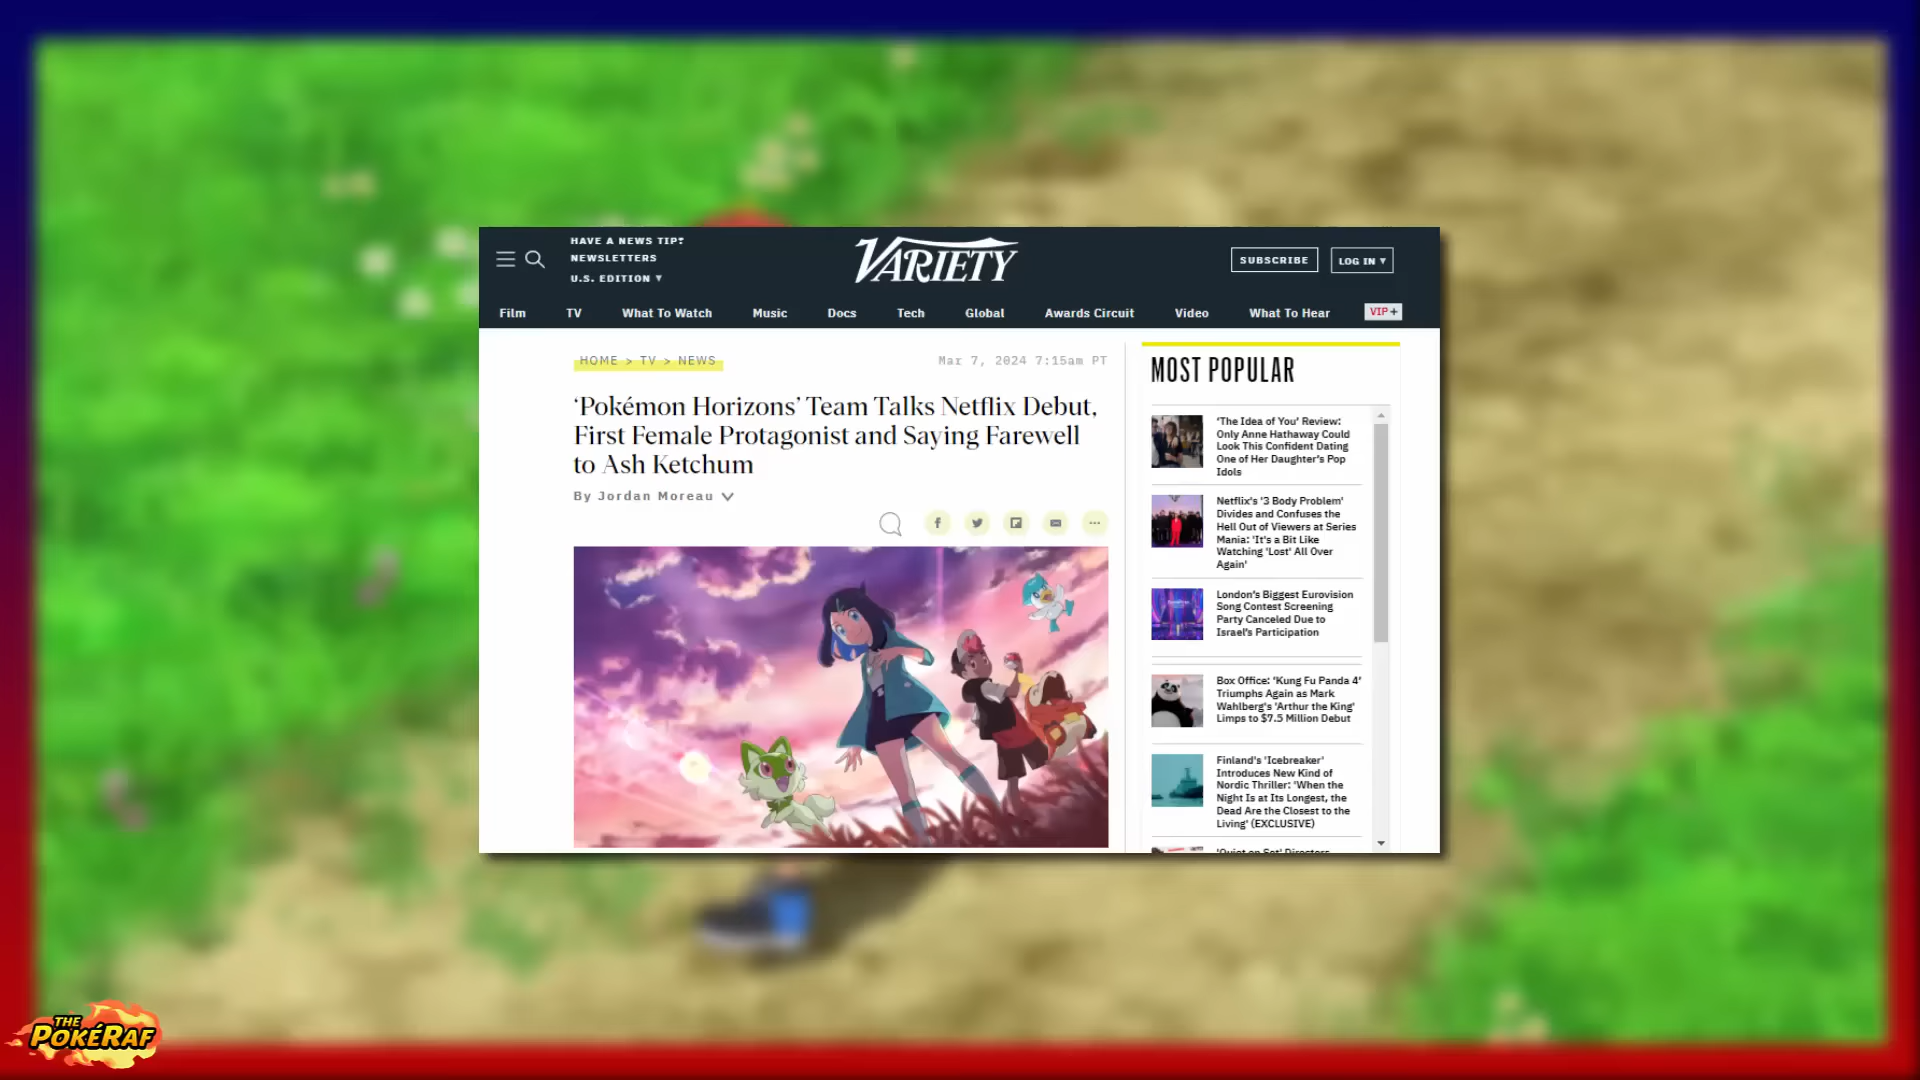 HAVE A NEWS TIP?
NEWSLETTERS
U.S. EDITION
VARIETY
SUBSCRIBE
LOG IN
Film TV What To Watch Music Docs Tech Global Awards Circuit Video What To Hear VIP+
HOME > TV > NEWS
Mar 7, 2024 7:15am PT
‘Pokémon Horizons’ Team Talks Netflix Debut,
First Female Protagonist and Saying Farewell
to Ash Ketchum
By Jordan Moreau
MOST POPULAR
‘The Idea of You’ Review:
Only Anne Hathaway Could
Look This Confident Dating
One of Her Daughter’s Pop
Idols
Netflix's ‘3 Body Problem’
Divides and Confuses the
Hell Out of Viewers at Series
Mania: ‘It's a Bit Like
Watching ‘Lost’ All Over
Again’
London's Biggest Eurovision
Song Contest Screening
Party Canceled Due to
Israel's Participation
Box Office: ‘Kung Fu Panda 4’
Triumphs Again as Mark
Wahlberg's ‘Arthur the King’
Limps to $7.5 Million Debut
Finland's ‘Icebreaker’
Introduces New Kind of
Nordic Thriller: ‘When the
Night Is at Its Longest, the
Dead Are the Closest to the
Living’ (EXCLUSIVE)
‘Quiet on Set’ Directors
THE
POKÉRAF